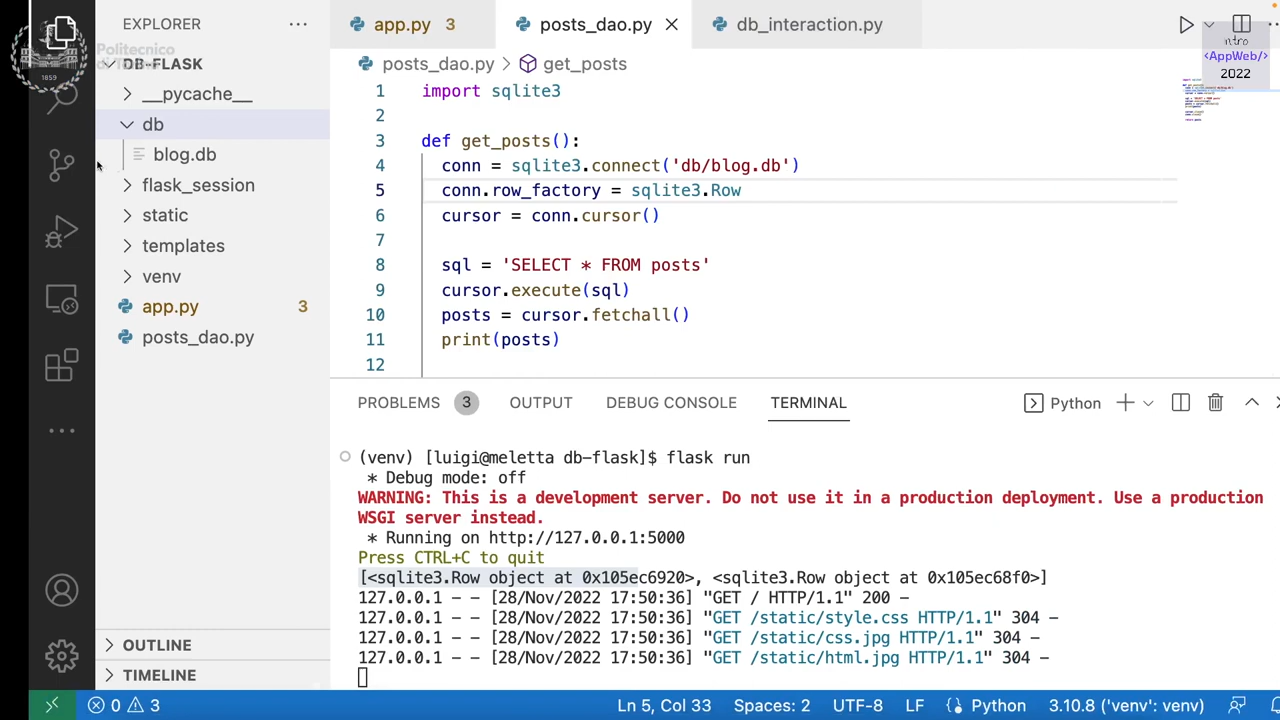 EXPLORER
app.py 3
posts_dao.py
db_interaction.py
Politecnico
1859
DB-FLASK
ntro
<AppWeb/>
2022
posts_dao.py > get_posts
__pycache__
db
blog.db
flask_session
static
templates
venv
app.py 3
posts_dao.py
OUTLINE
TIMELINE
1 import sqlite3
2
3 def get_posts():
4 conn = sqlite3.connect('db/blog.db')
5 conn.row_factory = sqlite3.Row
6 cursor = conn.cursor()
7
8 sql = 'SELECT * FROM posts'
9 cursor.execute(sql)
10 posts = cursor.fetchall()
11 print(posts)
12
PROBLEMS 3 OUTPUT DEBUG CONSOLE TERMINAL Python
(venv) [luigi@meletta db-flask]$ flask run
* Debug mode: off
WARNING: This is a development server. Do not use it in a production deployment. Use a production
WSGI server instead.
* Running on http://127.0.0.1:5000
Press CTRL+C to quit
[<sqlite3.Row object at 0x105ec6920>, <sqlite3.Row object at 0x105ec68f0>]
127.0.0.1 - - [28/Nov/2022 17:50:36] "GET / HTTP/1.1" 200 -
127.0.0.1 - - [28/Nov/2022 17:50:36] "GET /static/style.css HTTP/1.1" 304 -
127.0.0.1 - - [28/Nov/2022 17:50:36] "GET /static/css.jpg HTTP/1.1" 304 -
127.0.0.1 - - [28/Nov/2022 17:50:36] "GET /static/html.jpg HTTP/1.1" 304 -
0 3 Ln 5, Col 33 Spaces: 2 UTF-8 LF Python 3.10.8 ('venv': venv)